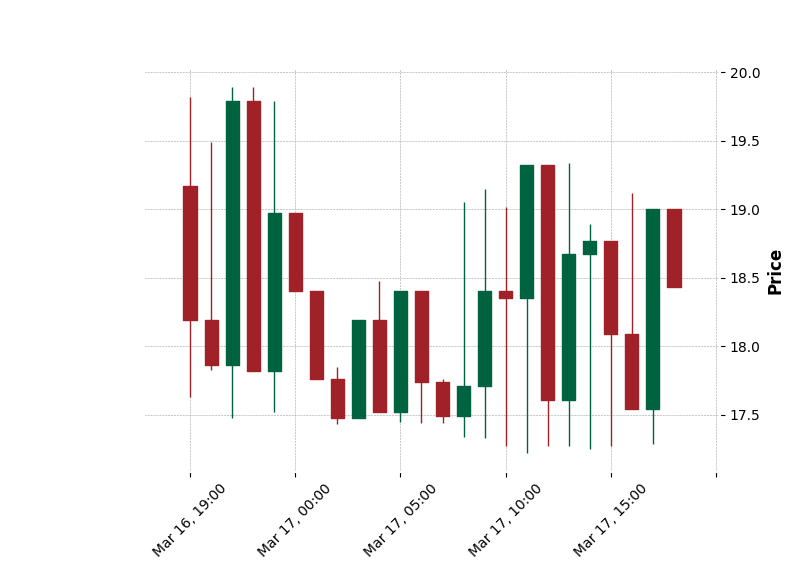 20.0
19.5
19.0
18.5
18.0
17.5
Price
Mar 16, 19:00
Mar 17, 00:00
Mar 17, 05:00
Mar 17, 10:00
Mar 17, 15:00